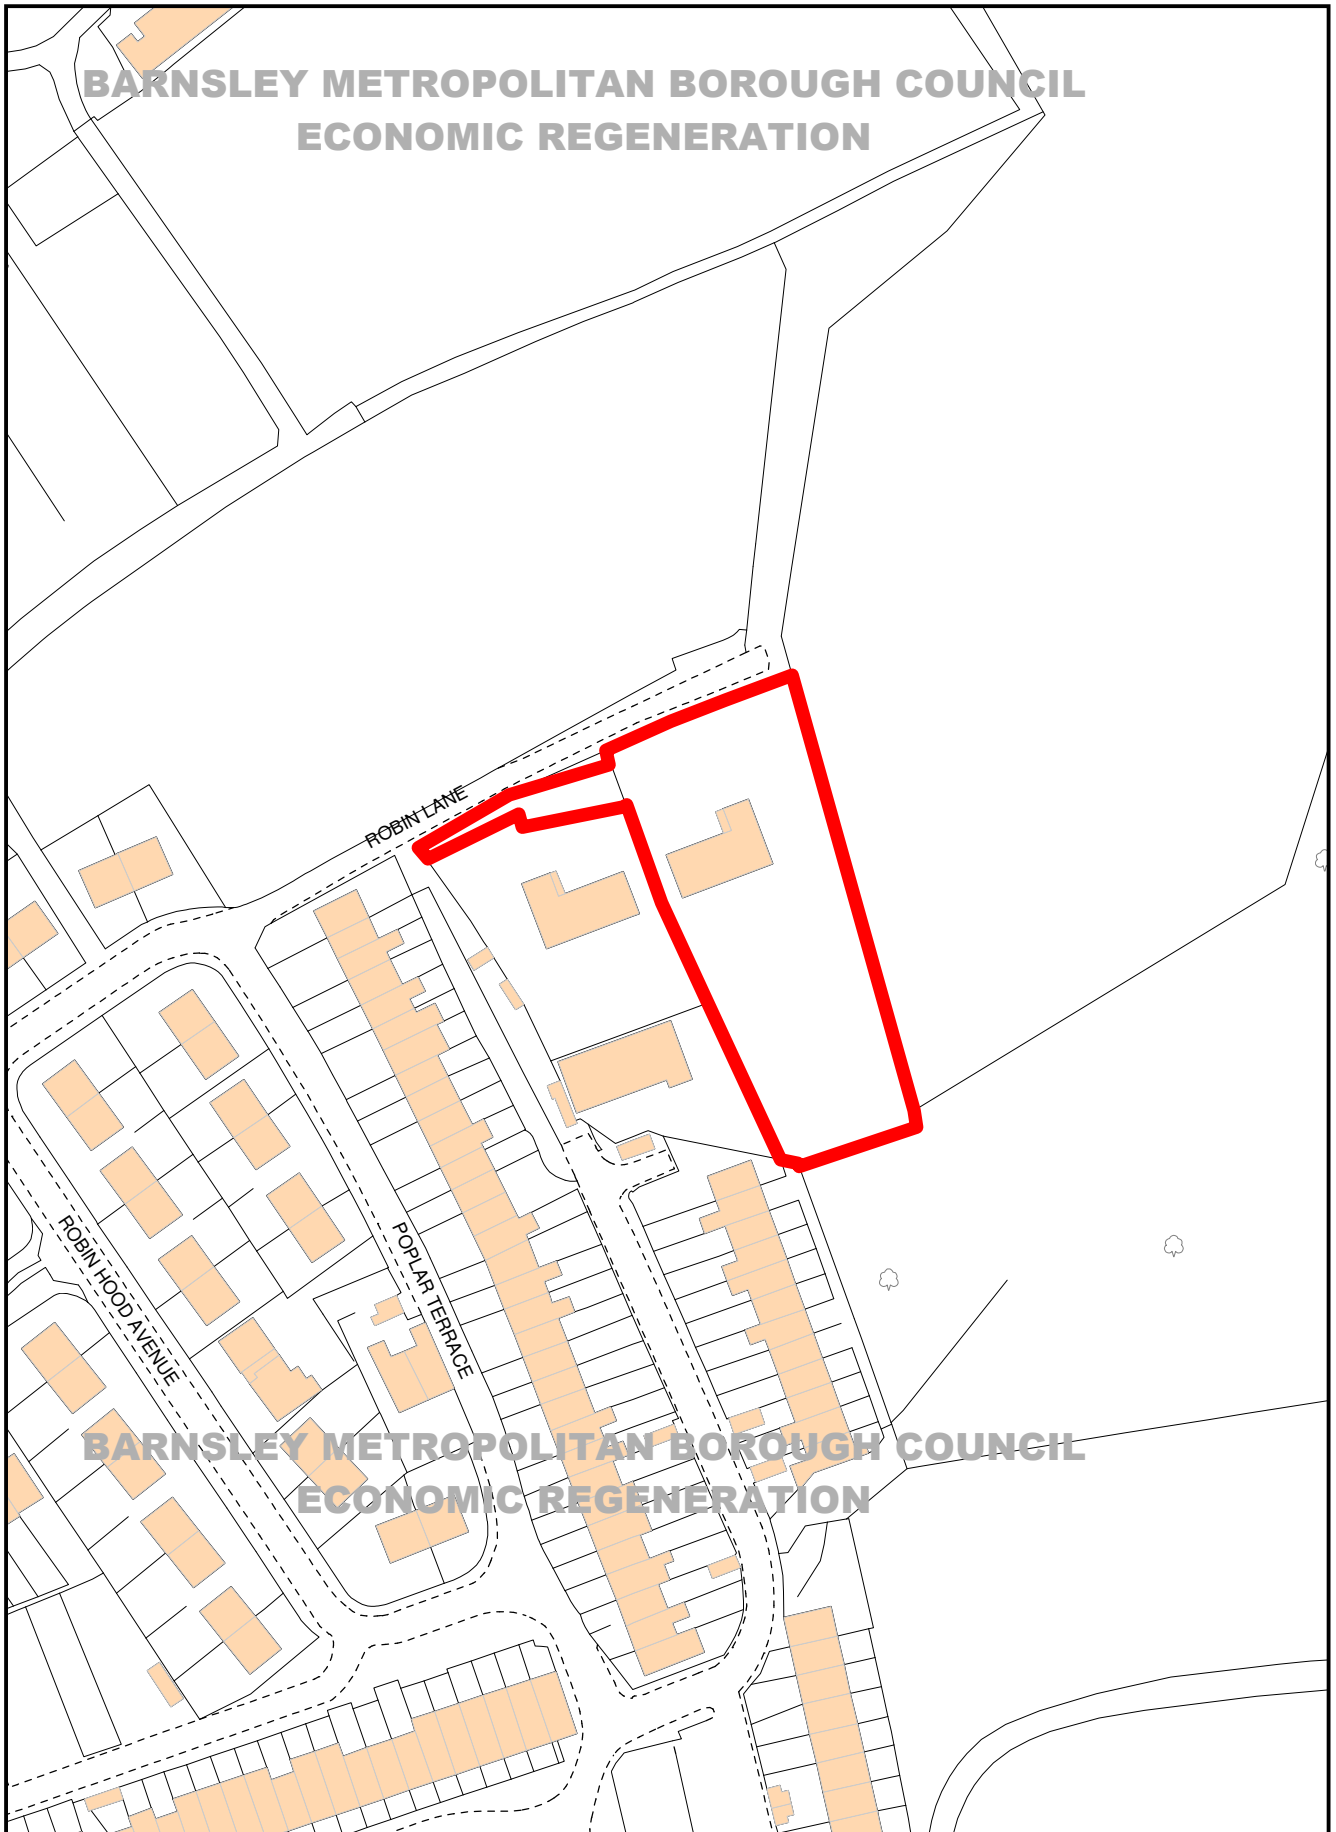 BARNSLEY METROPOLITAN BOROUGH COUNCIL
ECONOMIC REGENERATION
ROBIN LANE
ROBIN HOOD AVENUE
POPLAR TERRACE
BARNSLEY METROPOLITAN BOROUGH COUNCIL
ECONOMIC REGENERATION